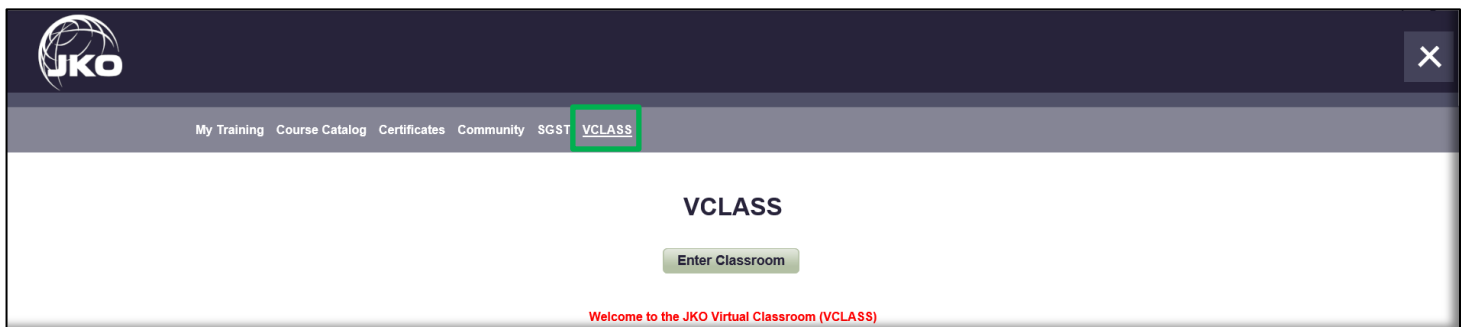 JKO
My Training Course Catalog Certificates Community SGST VCLASS
VCLASS
Enter Classroom
Welcome to the JKO Virtual Classroom (VCLASS)